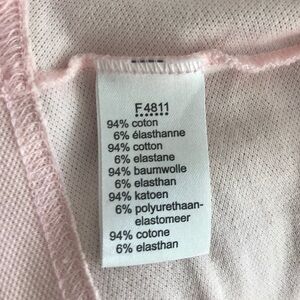 F4811
94% coton
6% élasthanne
94% cotton
6% elastane
94% baumwolle
6% elasthan
94% katoen
6% polyurethaan-
elastomeer
94% cotone
6% elasthan